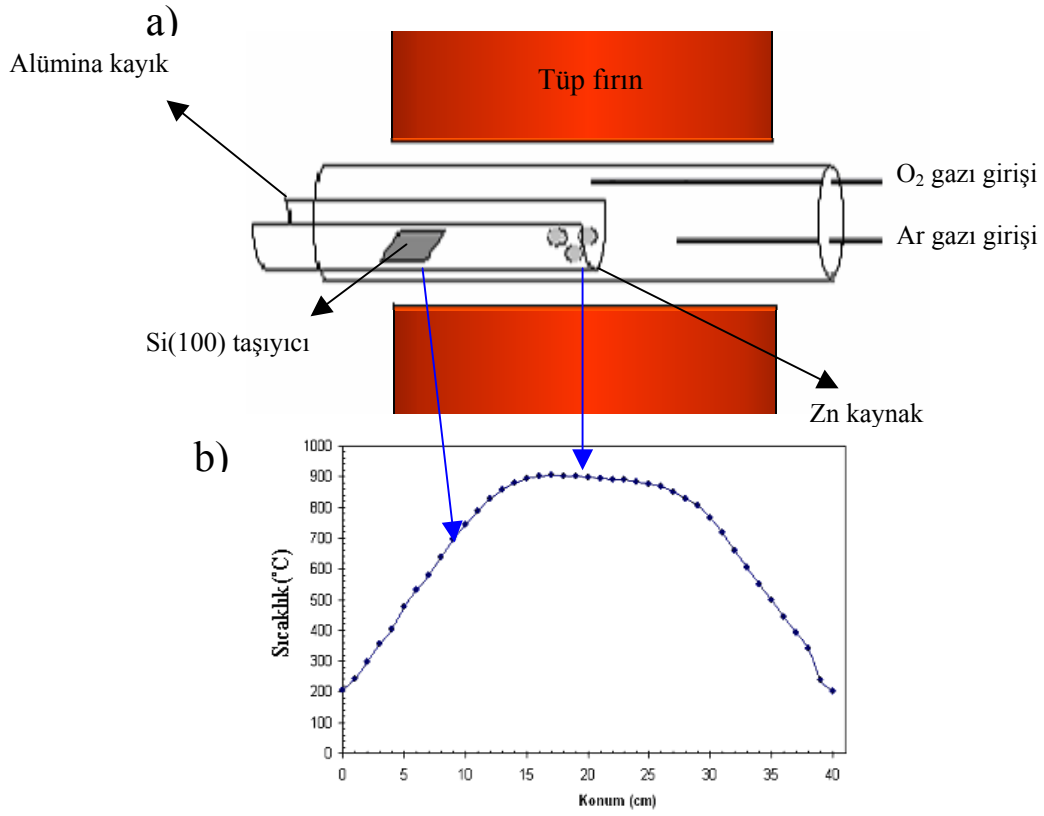 a)
Alümina kayık
Tüp fırın
O₂ gazı girişi
Ar gazı girişi
Si(100) taşıyıcı
Zn kaynak
b)
1000
900
800
700
600
500
400
300
200
100
0
Sıcaklık(°C)
0 5 10 15 20 25 30 35 40
Konum (cm)